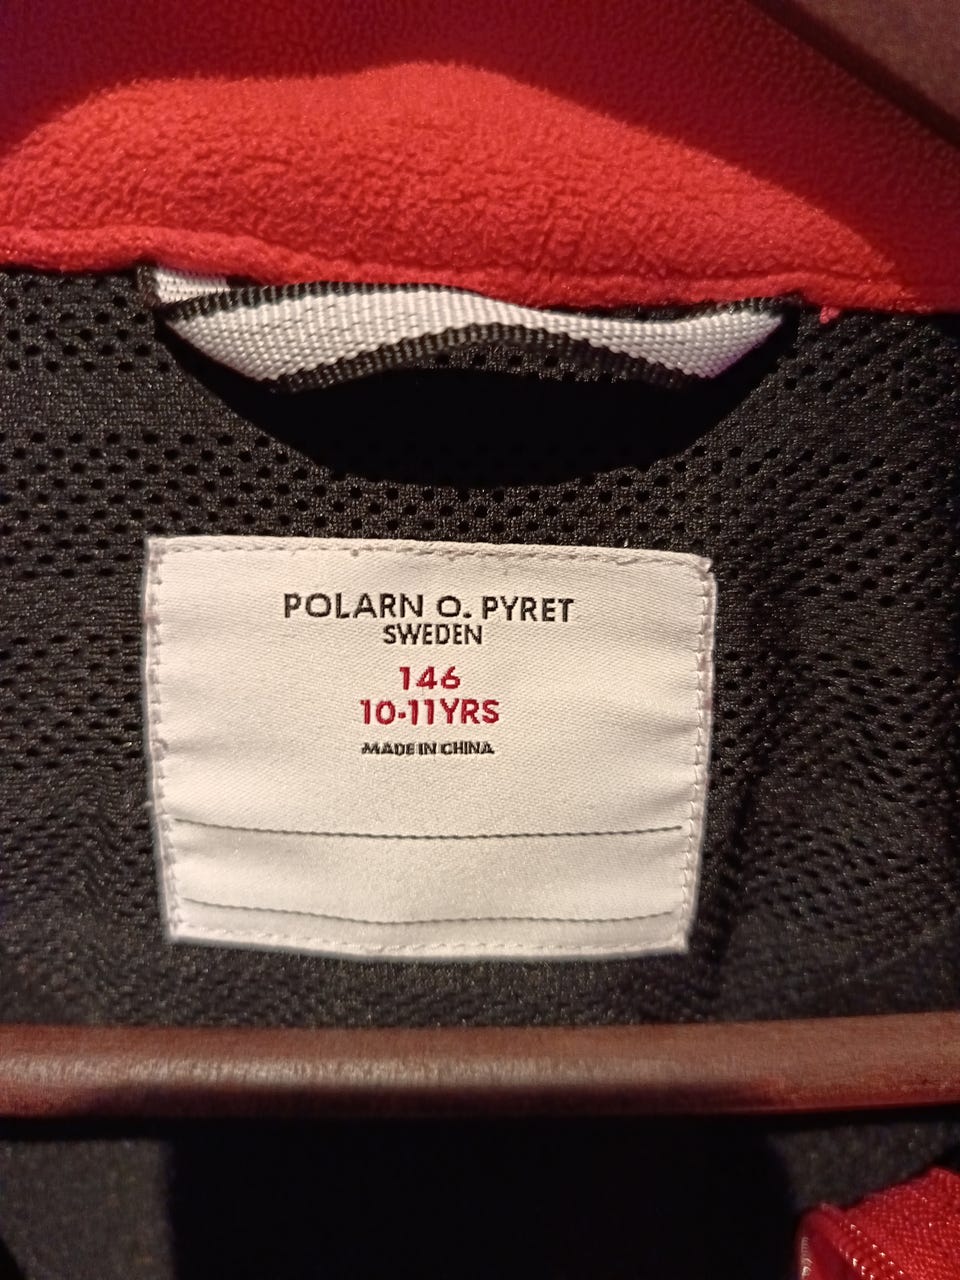 POLARN O. PYRET
SWEDEN
146
10-11YRS
MADE IN CHINA